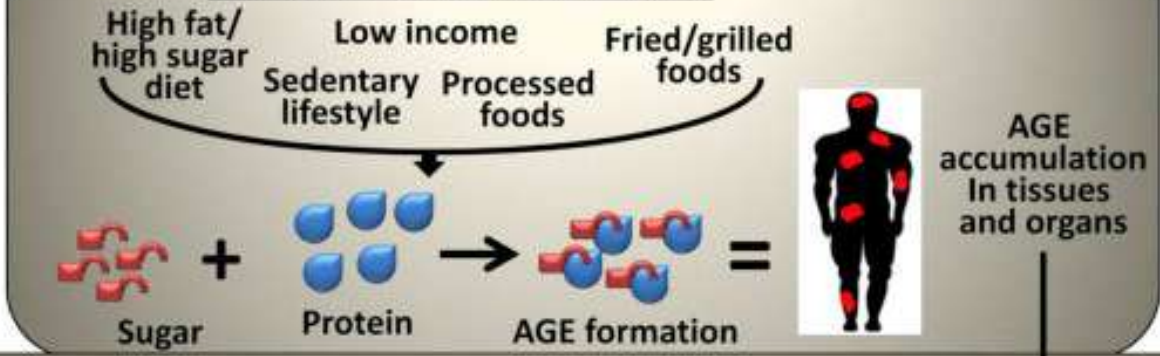 High fat/
high sugar
diet
Low income
Sedentary
lifestyle
Processed
foods
Fried/grilled
foods
AGE
accumulation
In tissues
and organs
+
=
Sugar
Protein
AGE formation